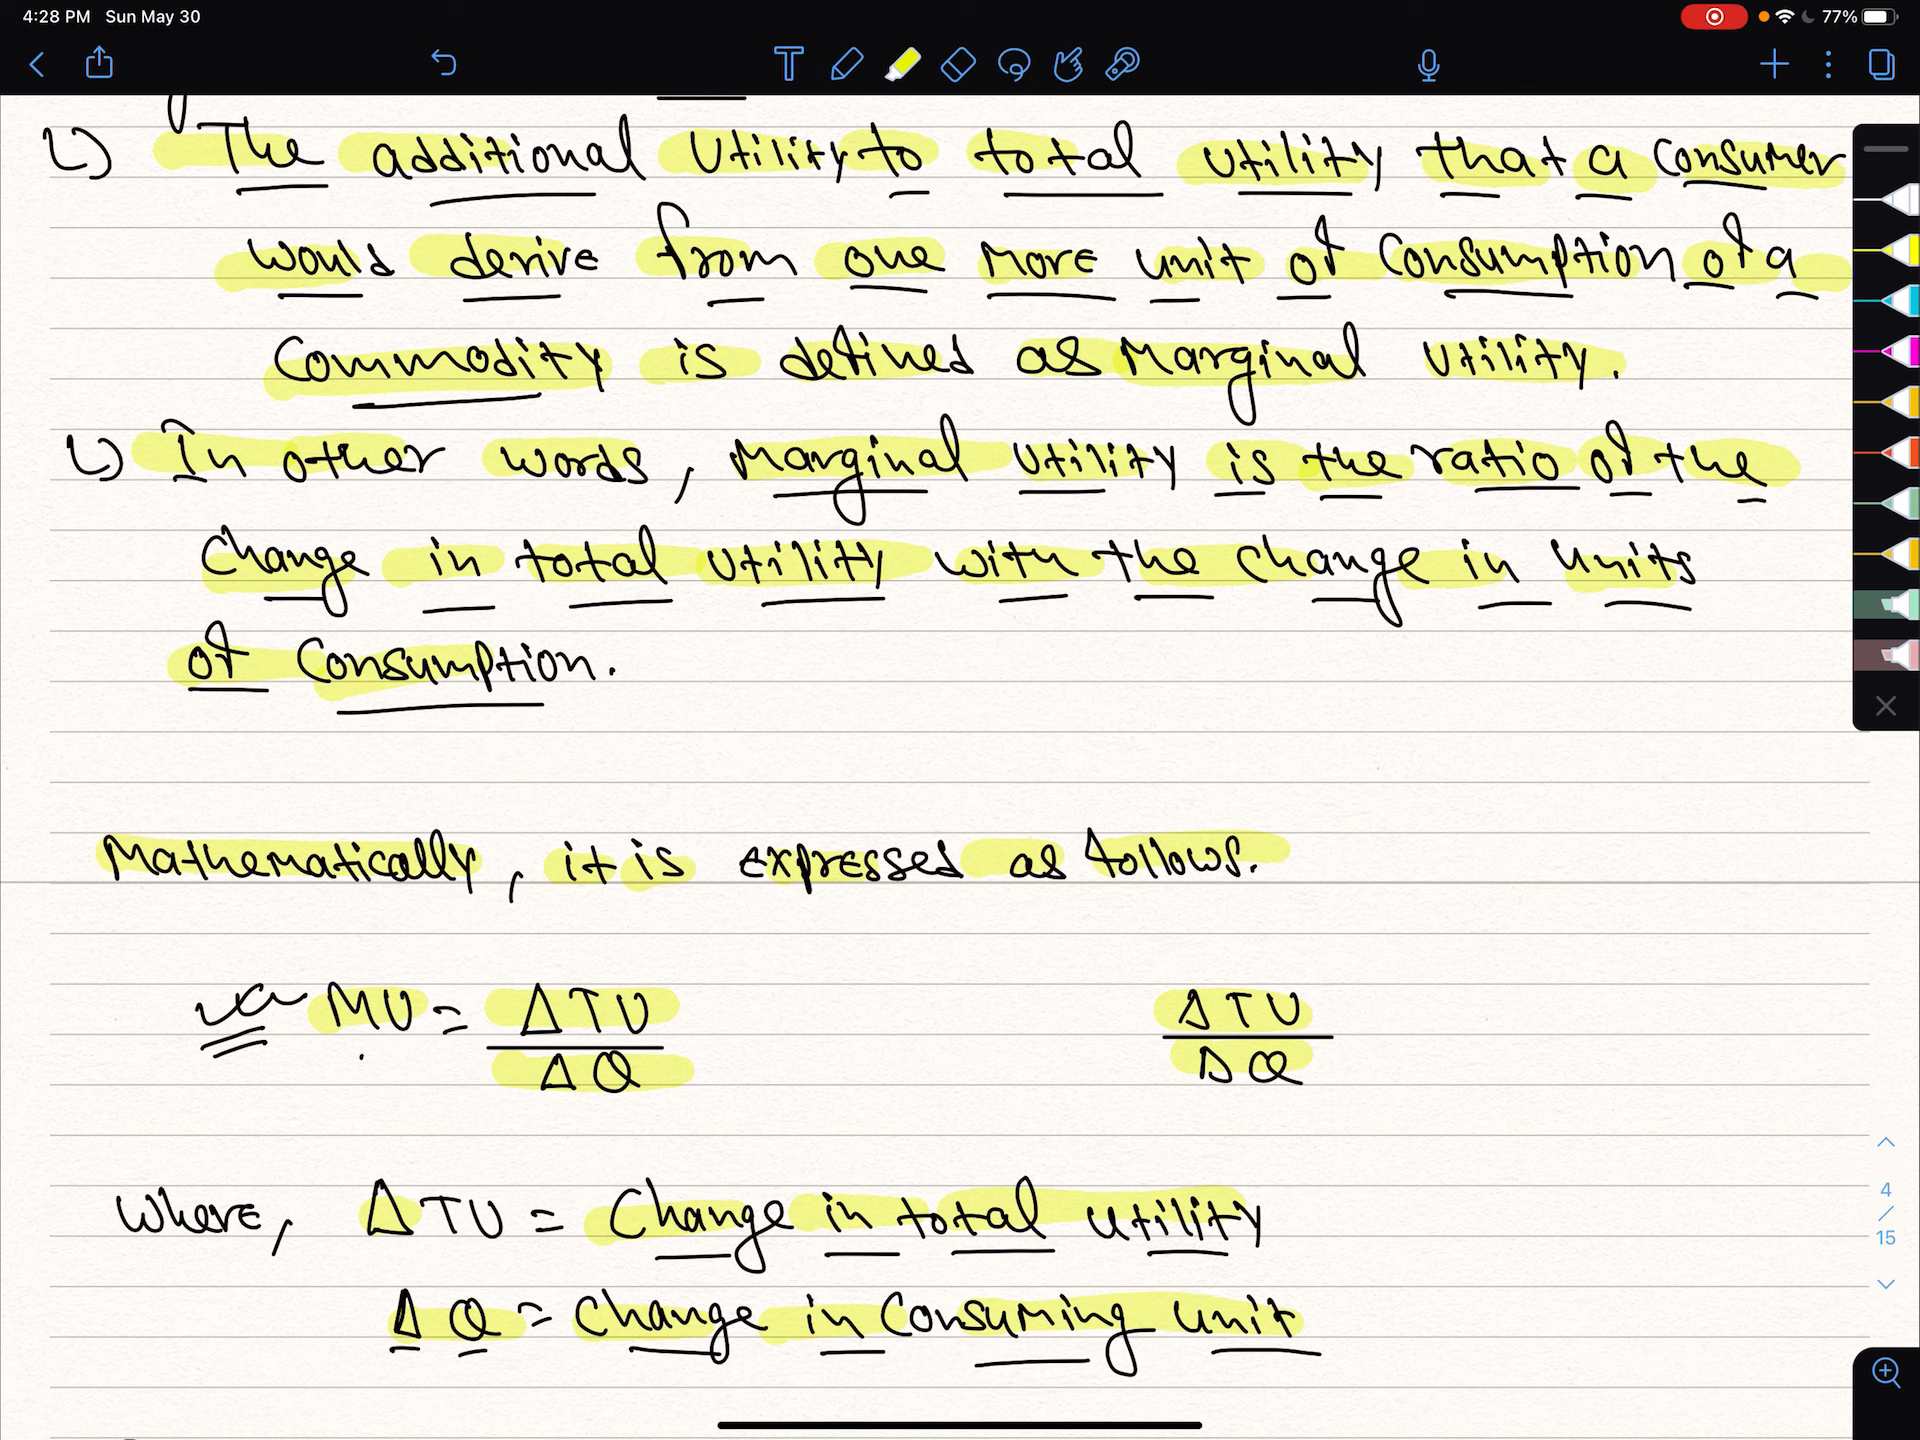 4:28 PM Sun May 30
77%
The additional Utility to total utility that a Consumer
would derive from one more unit of Consumption of a
Commodity is defined as Marginal Utility.
In other words, Marginal Utility is the ratio of the
Change in total Utility with the change in Units
of Consumption.
Mathematically, it is expressed as follows.
MU = ΔTU ΔTU
ΔQ ΔQ
Where, ΔTU = Change in total utility
ΔQ = Change in Consuming unit
4
/
15